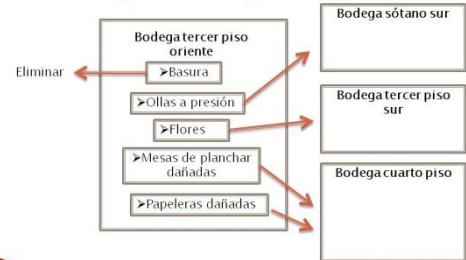 Bodega tercer piso
oriente
Eliminar
➤Basura
➤Ollas a presión
➤Flores
➤Mesas de planchar
dañadas
➤Papeleras dañadas
Bodega sótano sur
Bodega tercer piso
sur
Bodega cuarto piso